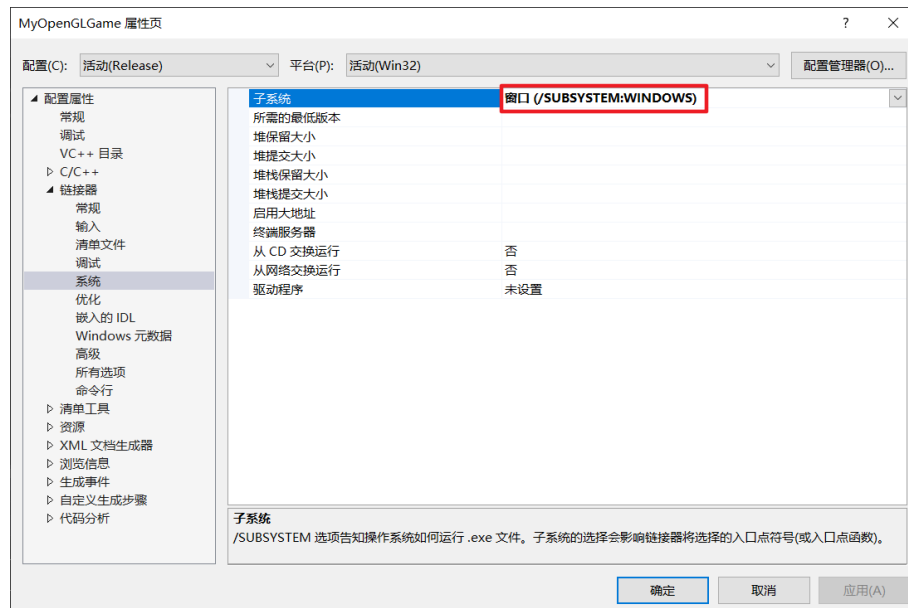 MyOpenGLGame 属性页 ?
配置(C): 活动(Release) 平台(P): 活动(Win32) 配置管理器(O)...
配置属性
常规
调试
VC++ 目录
C/C++
链接器
常规
输入
清单文件
调试
系统
优化
嵌入的 IDL
Windows 元数据
高级
所有选项
命令行
清单工具
资源
XML 文档生成器
浏览信息
生成事件
自定义生成步骤
代码分析
子系统 窗口 (/SUBSYSTEM:WINDOWS)
所需的最低版本
堆保留大小
堆提交大小
堆栈保留大小
堆栈提交大小
启用大地址
终端服务器
从 CD 交换运行 否
从网络交换运行 否
驱动程序 未设置
子系统
/SUBSYSTEM 选项告知操作系统如何运行 .exe 文件。子系统的选择会影响链接器将选择的入口点符号(或入口点函数)。
确定 取消 应用(A)